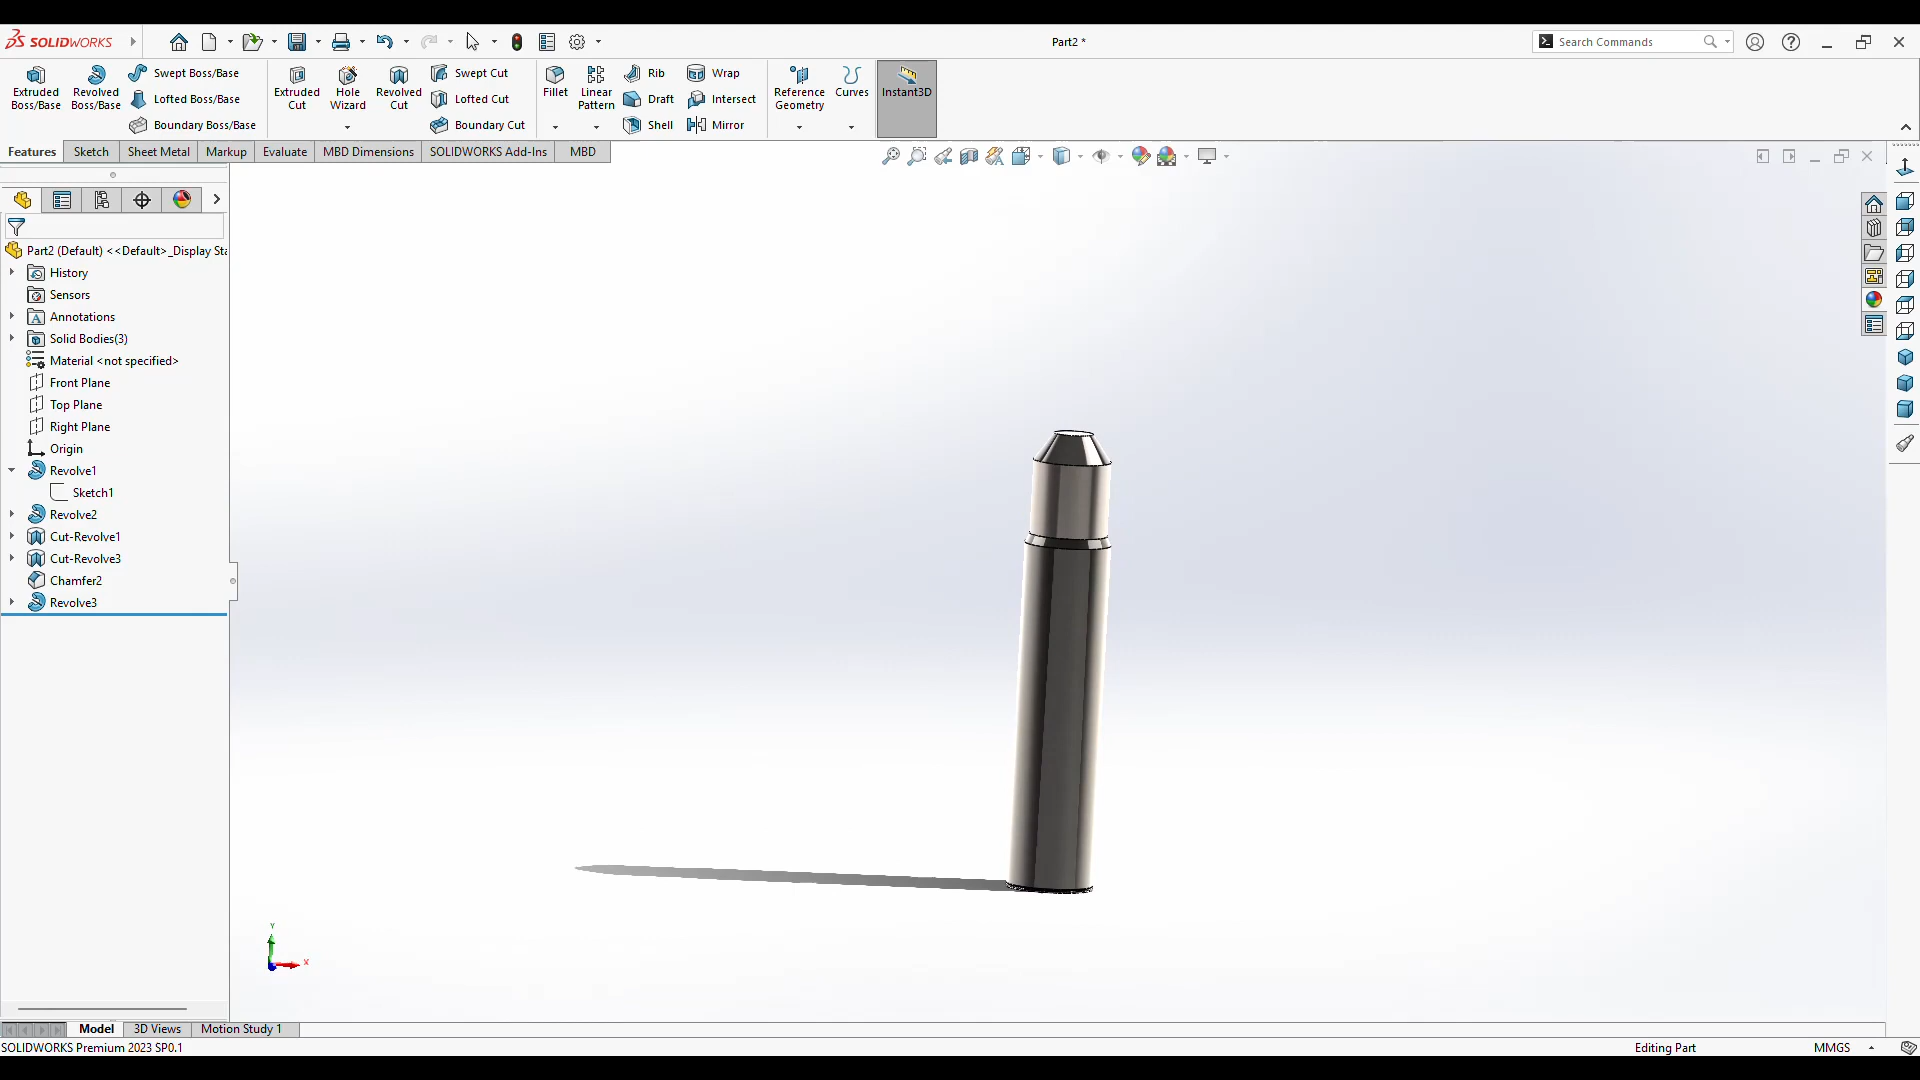 SOLIDWORKS
Part2 *
Search Commands
Extruded Boss/Base
Revolved Boss/Base
Swept Boss/Base
Lofted Boss/Base
Boundary Boss/Base
Extruded Cut
Hole Wizard
Revolved Cut
Swept Cut
Lofted Cut
Boundary Cut
Fillet
Linear Pattern
Rib
Draft
Shell
Wrap
Intersect
Mirror
Reference Geometry
Curves
Instant3D
Features
Sketch
Sheet Metal
Markup
Evaluate
MBD Dimensions
SOLIDWORKS Add-Ins
MBD
Part2 (Default) <<Default>_Display Sta
History
Sensors
Annotations
Solid Bodies(3)
Material <not specified>
Front Plane
Top Plane
Right Plane
Origin
Revolve1
Sketch1
Revolve2
Cut-Revolve1
Cut-Revolve3
Chamfer2
Revolve3
Y
X
Model
3D Views
Motion Study 1
SOLIDWORKS Premium 2023 SP0.1
Editing Part
MMGS